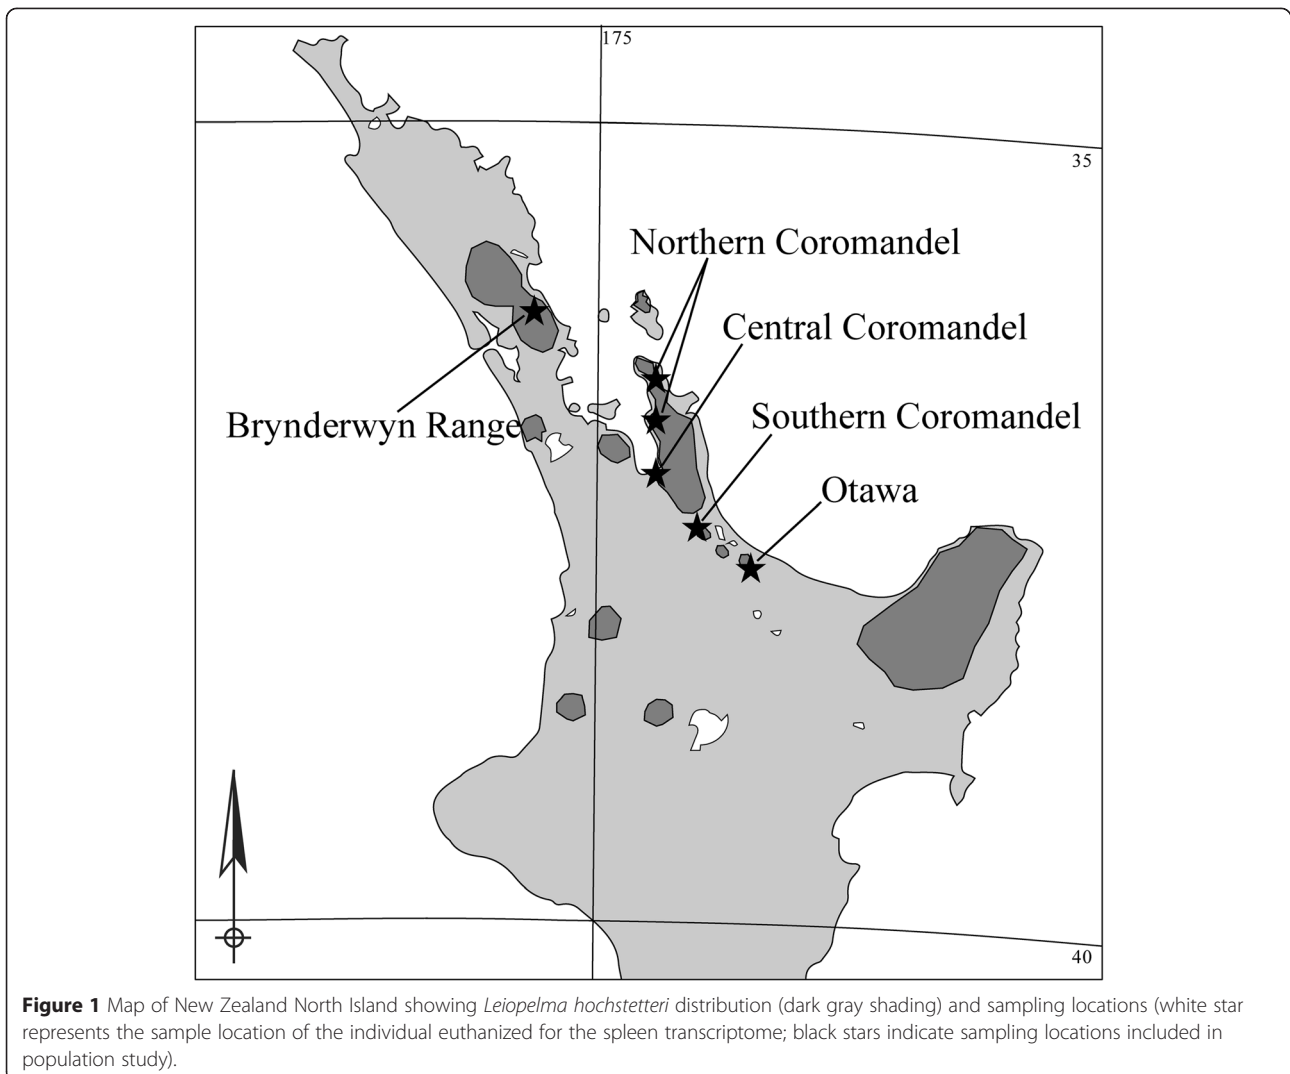 175
35
Northern Coromandel
Central Coromandel
Southern Coromandel
Brynderwyn Range
Otawa
40
Figure 1 Map of New Zealand North Island showing Leiopelma hochstetteri distribution (dark gray shading) and sampling locations (white star
represents the sample location of the individual euthanized for the spleen transcriptome; black stars indicate sampling locations included in
population study).